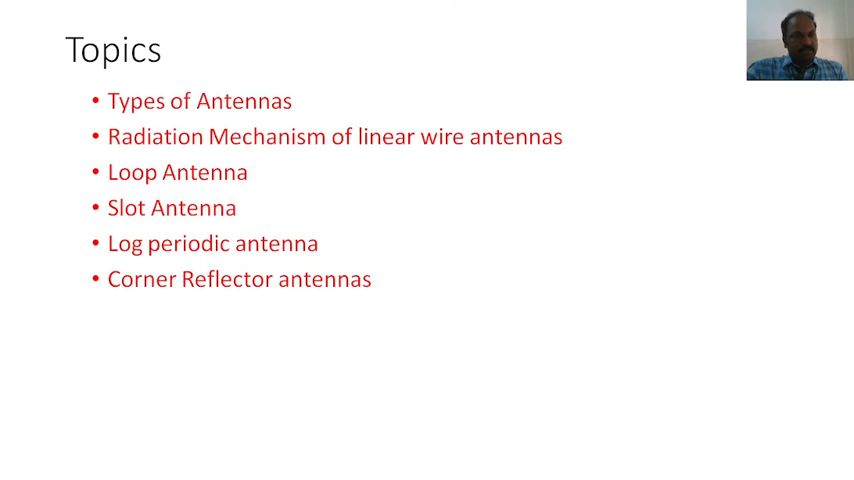 Topics
• Types of Antennas
• Radiation Mechanism of linear wire antennas
• Loop Antenna
• Slot Antenna
• Log periodic antenna
• Corner Reflector antennas